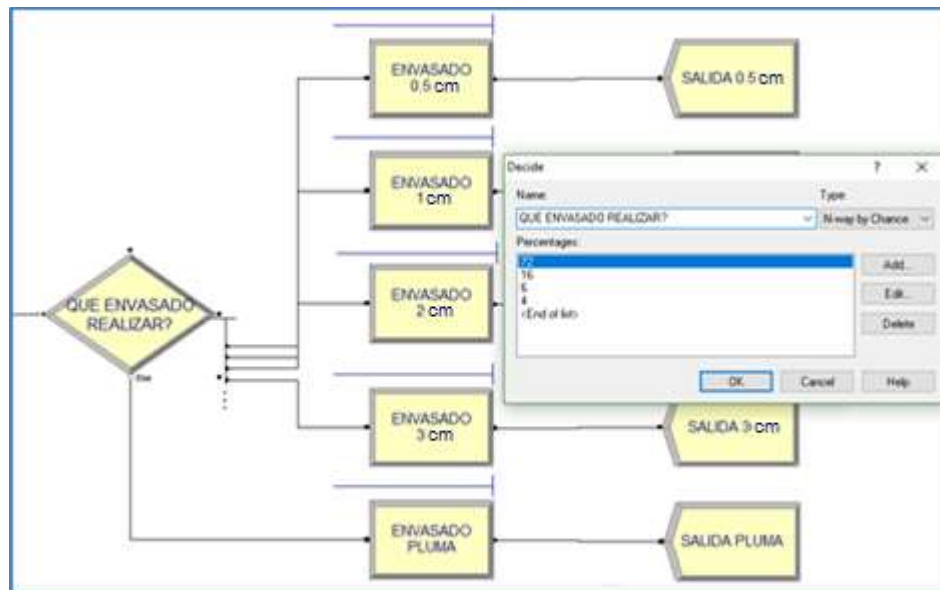 ENVASADO
0.5 cm
SALIDA 0.5 cm
ENVASADO
1 cm
Decide
?
Name:
Type:
QUE ENVASADO REALIZAR?
N-way by Chance
Percentages:
72
16
6
4
<End of list>
Add...
Edit...
Delete
OK
Cancel
Help
QUE ENVASADO
REALIZAR?
ENVASADO
2 cm
ENVASADO
3 cm
SALIDA 3 cm
ENVASADO
PLUMA
SALIDA PLUMA